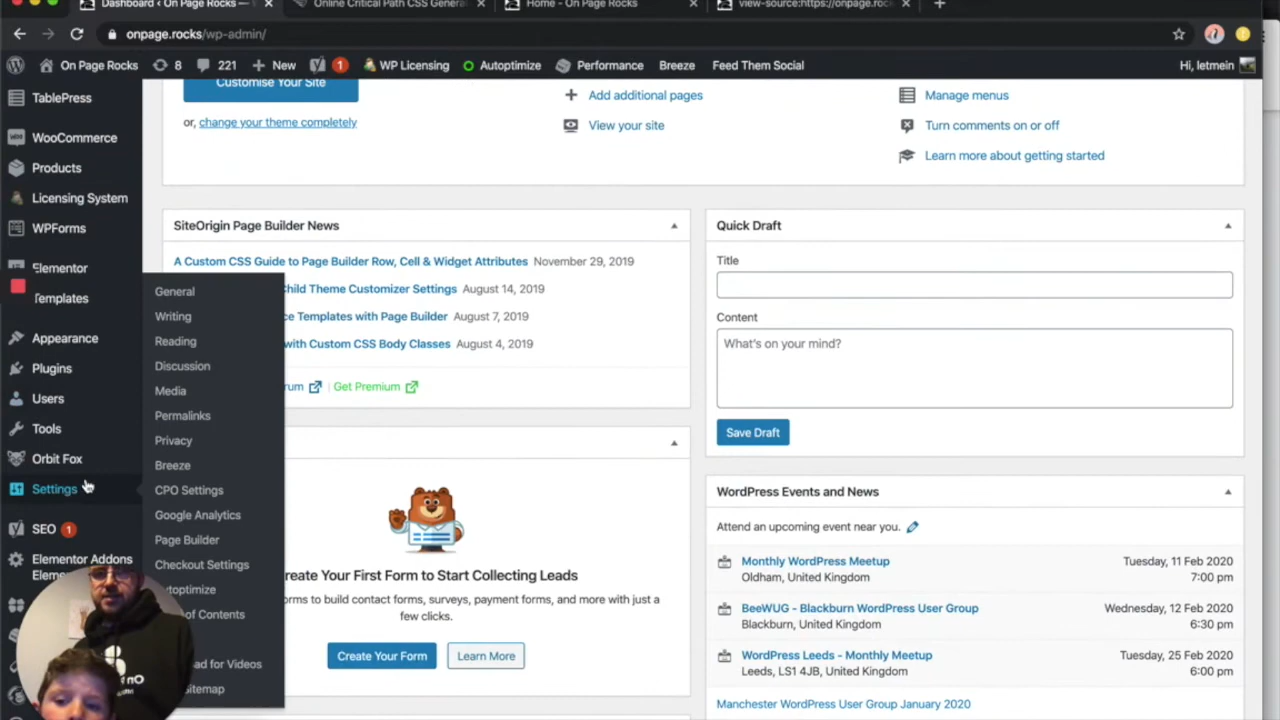 Dashboard ‹ On Page Rocks —
Online Critical Path CSS Genera
Home - On Page Rocks
view-source:https://onpage.rock
onpage.rocks/wp-admin/
On Page Rocks
8
221
New
1
WP Licensing
Autoptimize
Performance
Breeze
Feed Them Social
Hi, letmein
TablePress
WooCommerce
Products
Licensing System
WPForms
Elementor
Templates
Appearance
Plugins
Users
Tools
Orbit Fox
Settings
SEO 1
Elementor Addons
Eleme
General
Writing
Reading
Discussion
Media
Permalinks
Privacy
Breeze
CPO Settings
Google Analytics
Page Builder
Checkout Settings
utoptimize
of Contents
ad for Videos
Sitemap
Customise Your Site
or, change your theme completely
Add additional pages
View your site
Manage menus
Turn comments on or off
Learn more about getting started
SiteOrigin Page Builder News
A Custom CSS Guide to Page Builder Row, Cell & Widget Attributes November 29, 2019
hild Theme Customizer Settings August 14, 2019
ce Templates with Page Builder August 7, 2019
with Custom CSS Body Classes August 4, 2019
rum | Get Premium
reate Your First Form to Start Collecting Leads
orms to build contact forms, surveys, payment forms, and more with just a
few clicks.
Create Your Form
Learn More
Quick Draft
Title
Content
What's on your mind?
Save Draft
WordPress Events and News
Attend an upcoming event near you.
Monthly WordPress Meetup
Oldham, United Kingdom
Tuesday, 11 Feb 2020
7:00 pm
BeeWUG - Blackburn WordPress User Group
Blackburn, United Kingdom
Wednesday, 12 Feb 2020
6:30 pm
WordPress Leeds - Monthly Meetup
Leeds, LS1 4JB, United Kingdom
Tuesday, 25 Feb 2020
6:00 pm
Manchester WordPress User Group January 2020